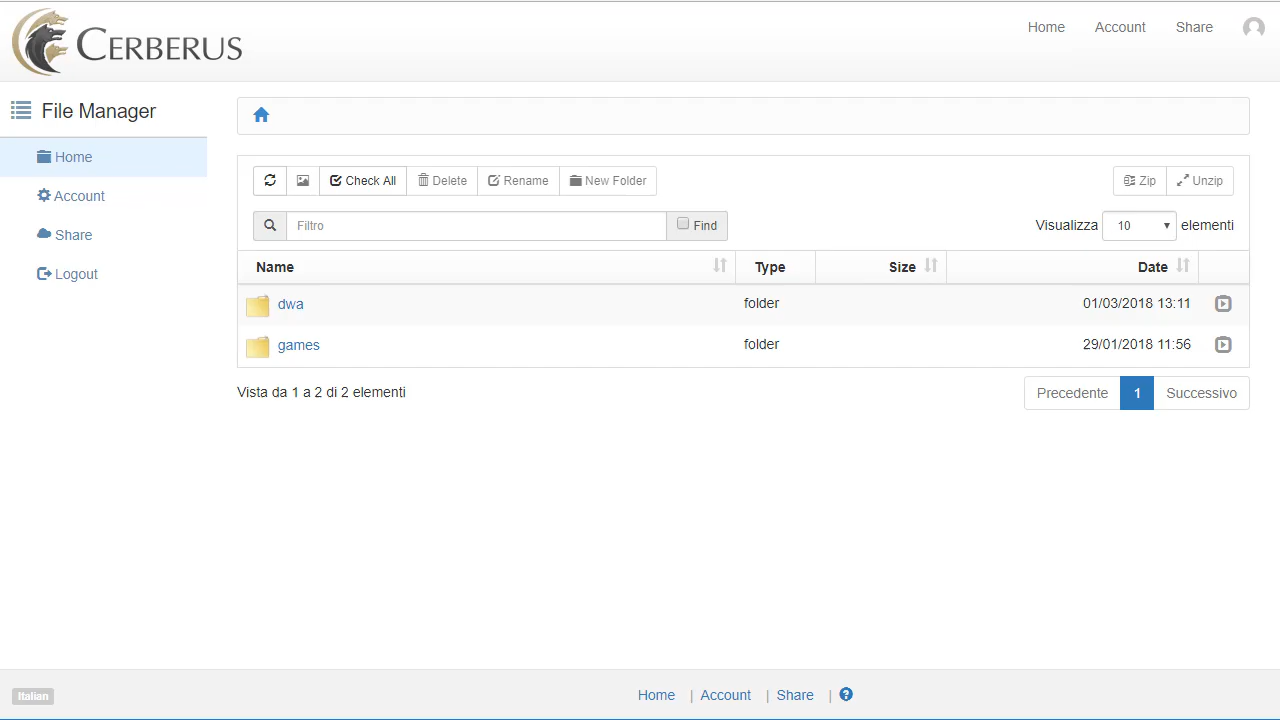 CERBERUS
Home Account Share
File Manager
Home
Account
Share
Logout
Check All Delete Rename New Folder Zip Unzip
Filtro Find Visualizza 10 elementi
Name Type Size Date
dwa folder 01/03/2018 13:11
games folder 29/01/2018 11:56
Vista da 1 a 2 di 2 elementi Precedente 1 Successivo
Italian Home | Account | Share | ?